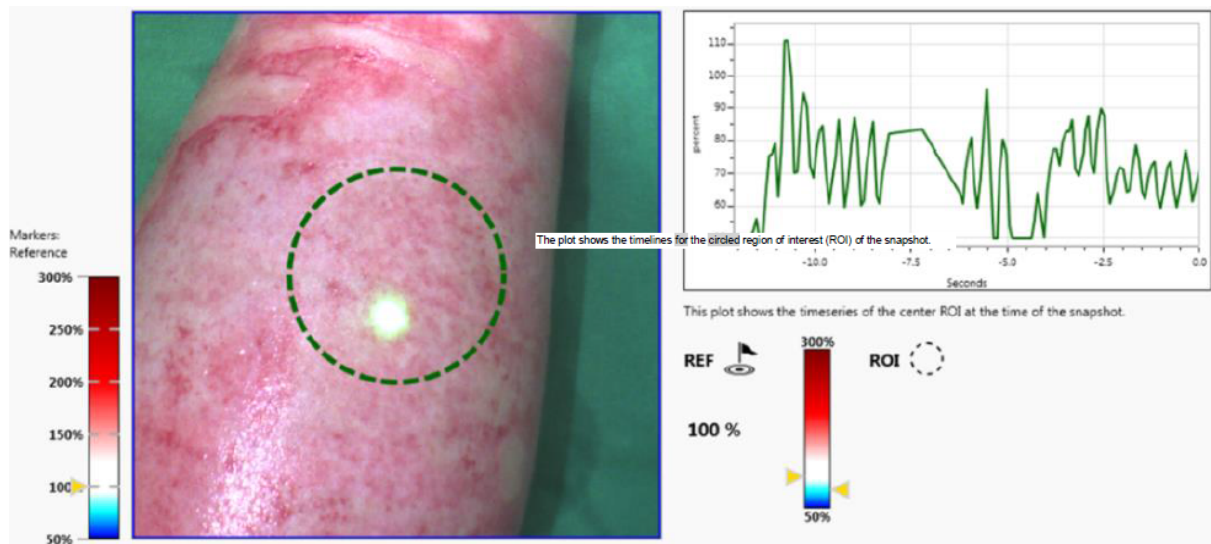 Markers:
Reference
300%
250%
200%
150%
100%
50%
110
100
90
80
70
60
percent
The plot shows the timelines for the circled region of interest (ROI) of the snapshot.
-10.0 -7.5 -5.0 -2.5 0.0
Seconds
This plot shows the timeseries of the center ROI at the time of the snapshot.
300%
REF ROI
100 %
50%